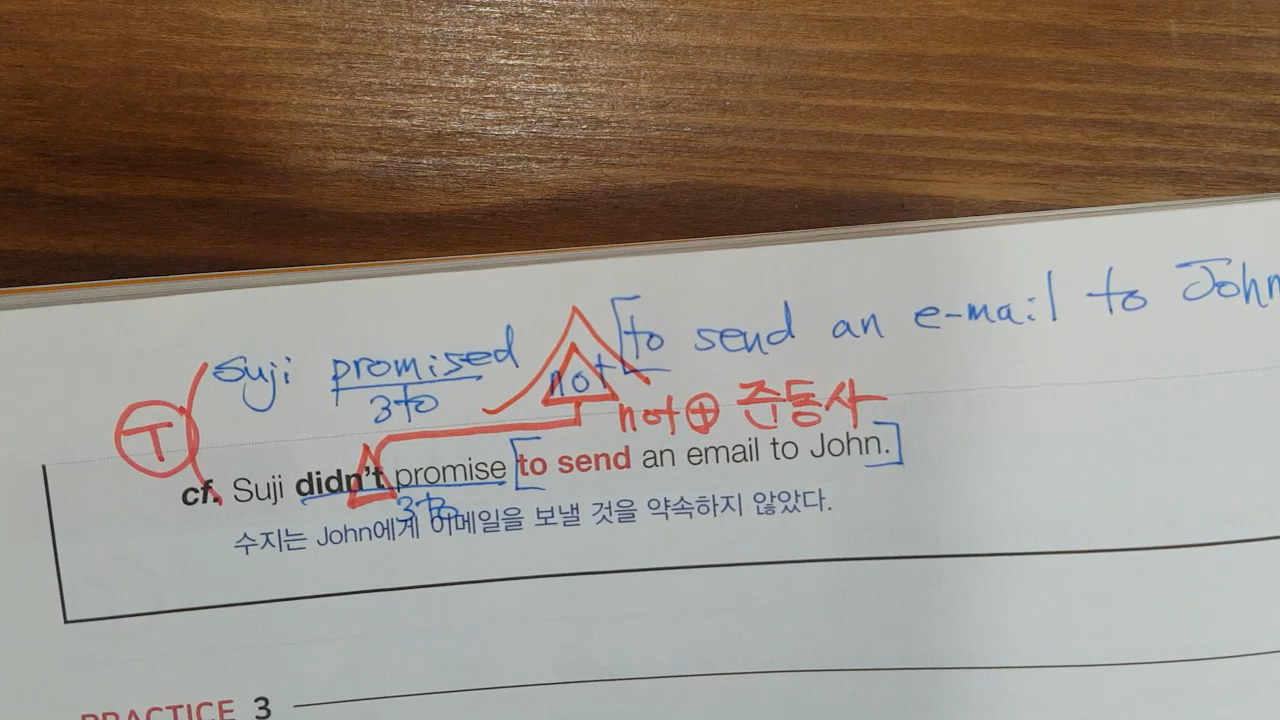 Suji promised not [to send an e-mail to John
3to
not⊕ 준동사
T
cf. Suji didn't promise [to send an email to John.]
3to
수지는 John에게 이메일을 보낼 것을 약속하지 않았다.
PRACTICE 3